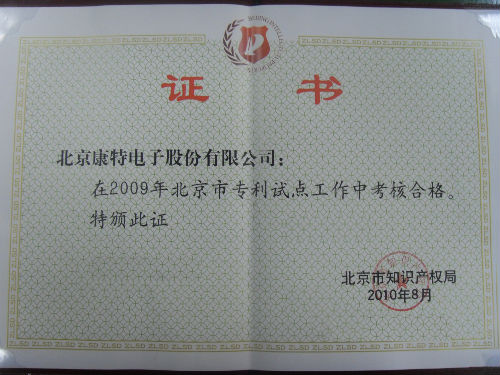 证书
北京康特电子股份有限公司：
在2009年北京市专利试点工作中考核合格。
特颁此证
北京市知识产权局
2010年8月